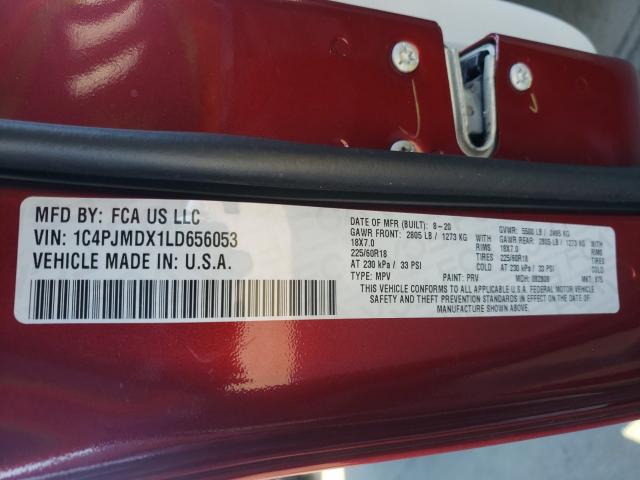 MFD BY: FCA US LLC
VIN: 1C4PJMDX1LD656053
VEHICLE MADE IN: U.S.A.
DATE OF MFR (BUILT): 8-20 GVWR: 5500 LB / 2495 KG
GAWR FRONT: 2805 LB / 1273 KG GAWR REAR: 2805 LB / 1273 KG
18X7.0 RIMS 18X7.0
225/60R18 TIRES 225/60R18
AT 230 kPa / 33 PSI COLD AT 230 kPa / 33 PSI COLD
TYPE: MPV PAINT: PRV MDH: MKT:
THIS VEHICLE CONFORMS TO ALL APPLICABLE U.S.A. FEDERAL MOTOR VEHICLE
SAFETY AND THEFT PREVENTION STANDARDS IN EFFECT ON THE DATE OF
MANUFACTURE SHOWN ABOVE.